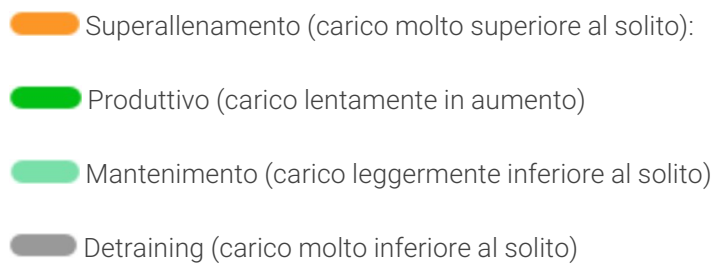 Superallenamento (carico molto superiore al solito):
Produttivo (carico lentamente in aumento)
Mantenimento (carico leggermente inferiore al solito)
Detraining (carico molto inferiore al solito)